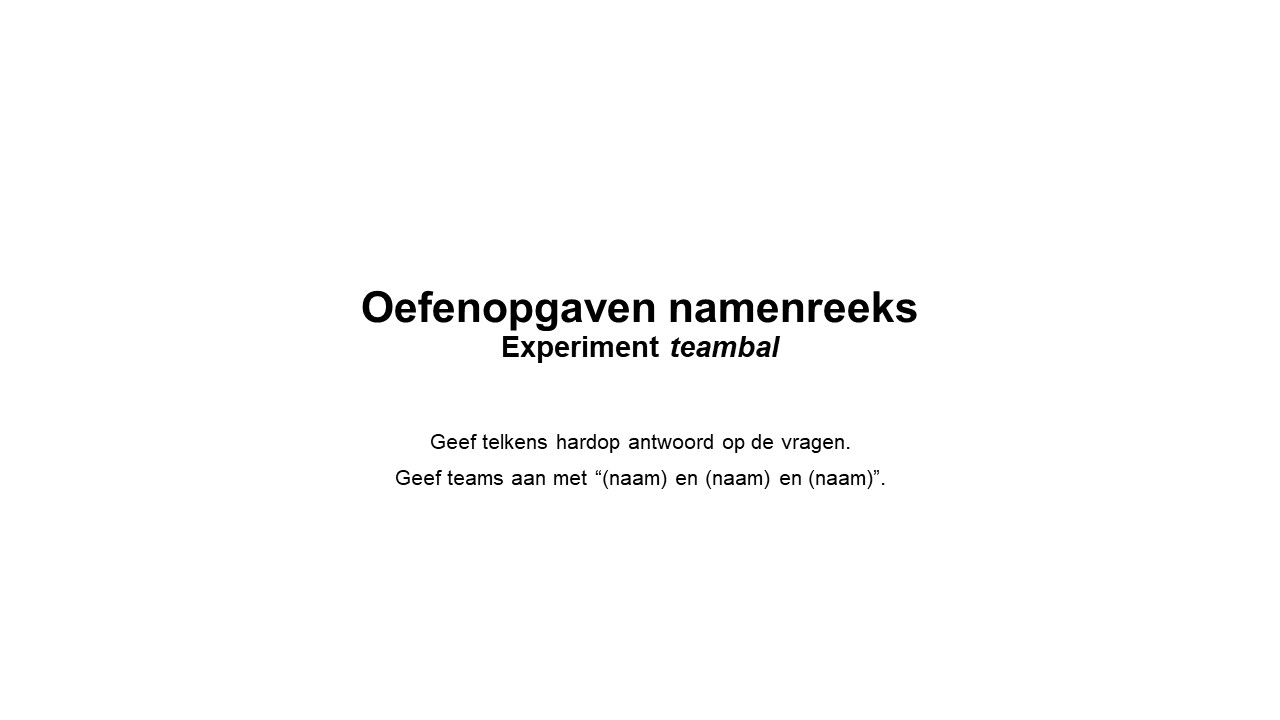 Oefenopgaven namenreeks
Experiment teambal
Geef telkens hardop antwoord op de vragen.
Geef teams aan met “(naam) en (naam) en (naam)”.